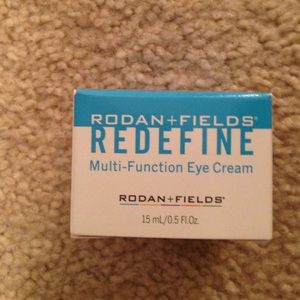 RODAN+FIELDS®
REDEFINE
Multi-Function Eye Cream
RODAN+FIELDS®
15 mL/0.5 Fl.Oz.